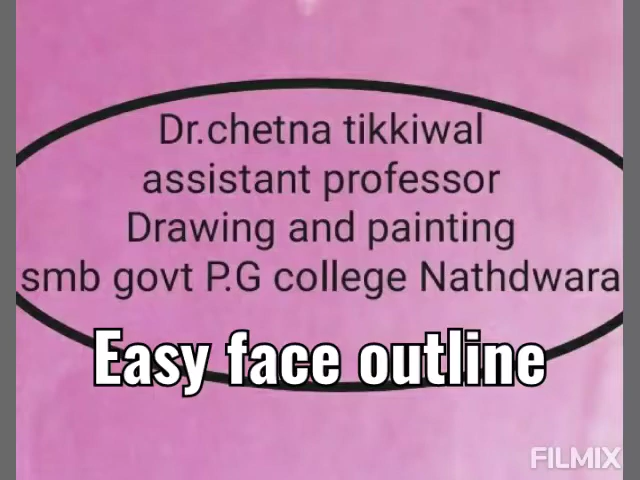 Dr.chetna tikkiwal
assistant professor
Drawing and painting
smb govt P.G college Nathdwara
Easy face outline
FILMIX